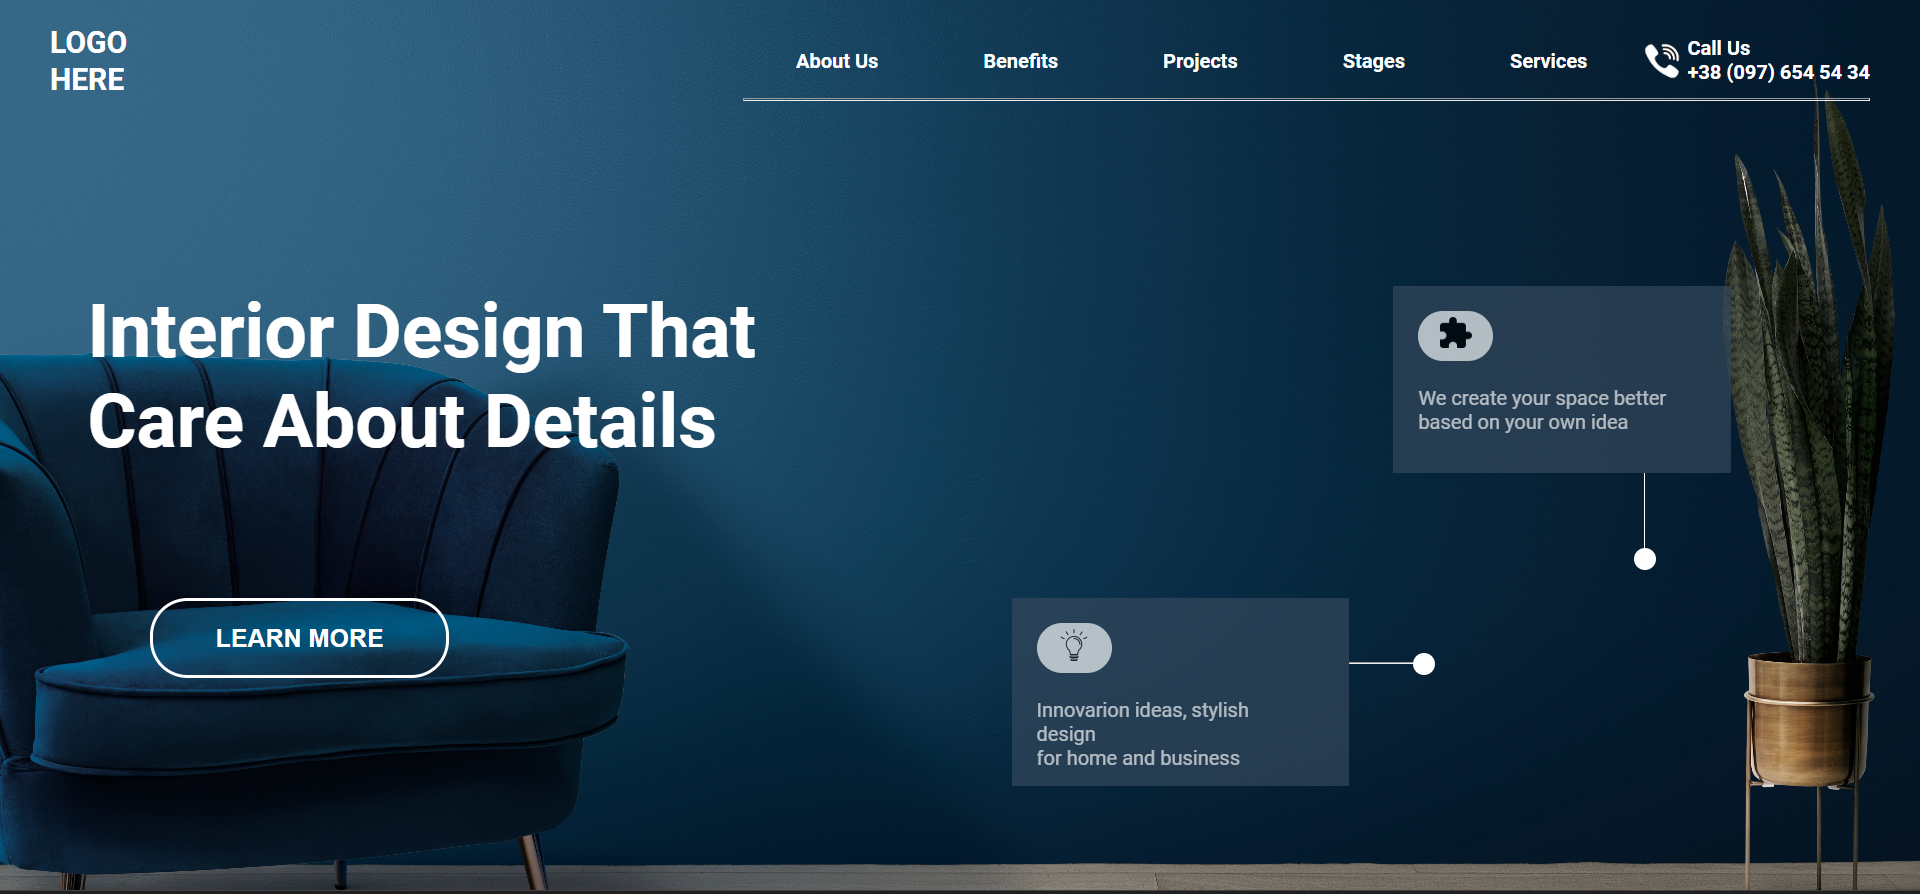 LOGO
HERE
About Us
Benefits
Projects
Stages
Services
Call Us
+38 (097) 654 54 34
Interior Design That
Care About Details
We create your space better
based on your own idea
LEARN MORE
Innovarion ideas, stylish
design
for home and business